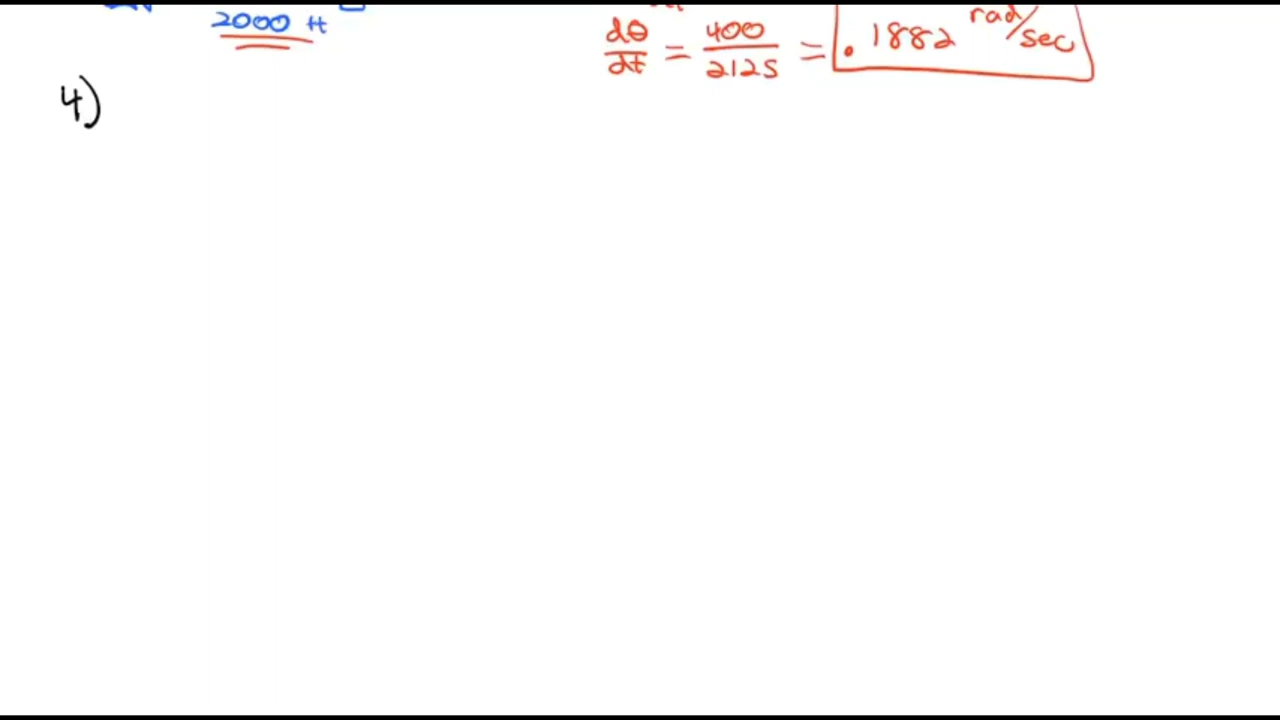 2000 ft
dθ/dt = 400/2125 = .1882 rad/sec
4)